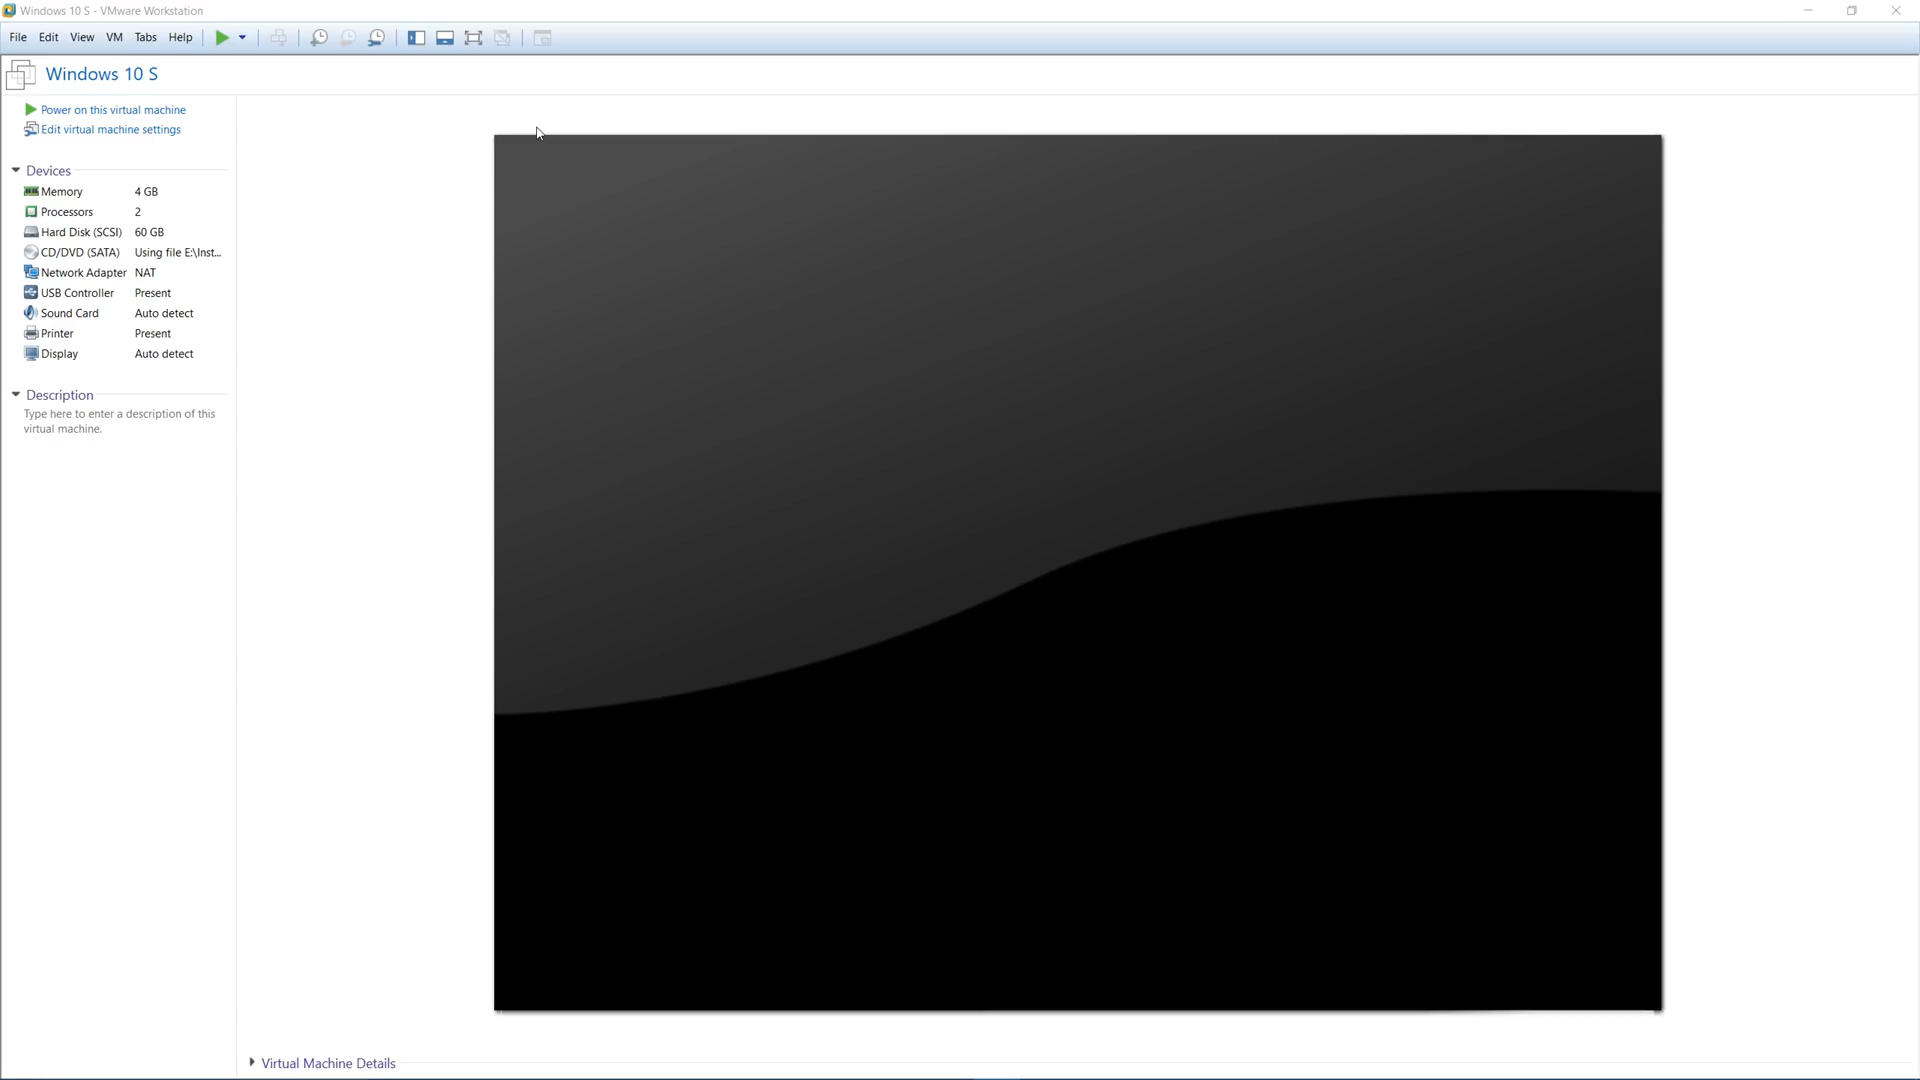 Windows 10 S - VMware Workstation
File Edit View VM Tabs Help
Windows 10 S
Power on this virtual machine
Edit virtual machine settings
Devices
Memory 4 GB
Processors 2
Hard Disk (SCSI) 60 GB
CD/DVD (SATA) Using file E:\Inst...
Network Adapter NAT
USB Controller Present
Sound Card Auto detect
Printer Present
Display Auto detect
Description
Type here to enter a description of this
virtual machine.
Virtual Machine Details